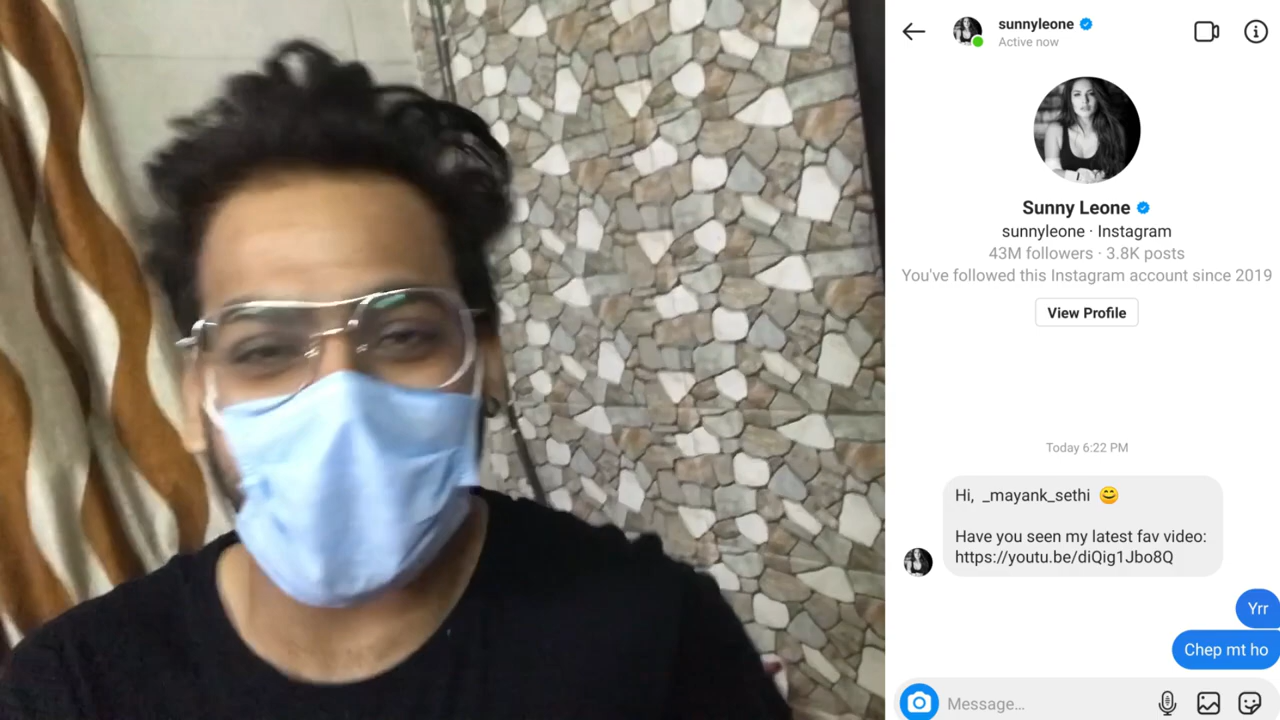 sunnyleone
Active now
Sunny Leone
sunnyleone · Instagram
43M followers · 3.8K posts
You've followed this Instagram account since 2019
View Profile
Today 6:22 PM
Hi, _mayank_sethi 😊
Have you seen my latest fav video:
https://youtu.be/diQig1Jbo8Q
Yrr
Chep mt ho
Message…